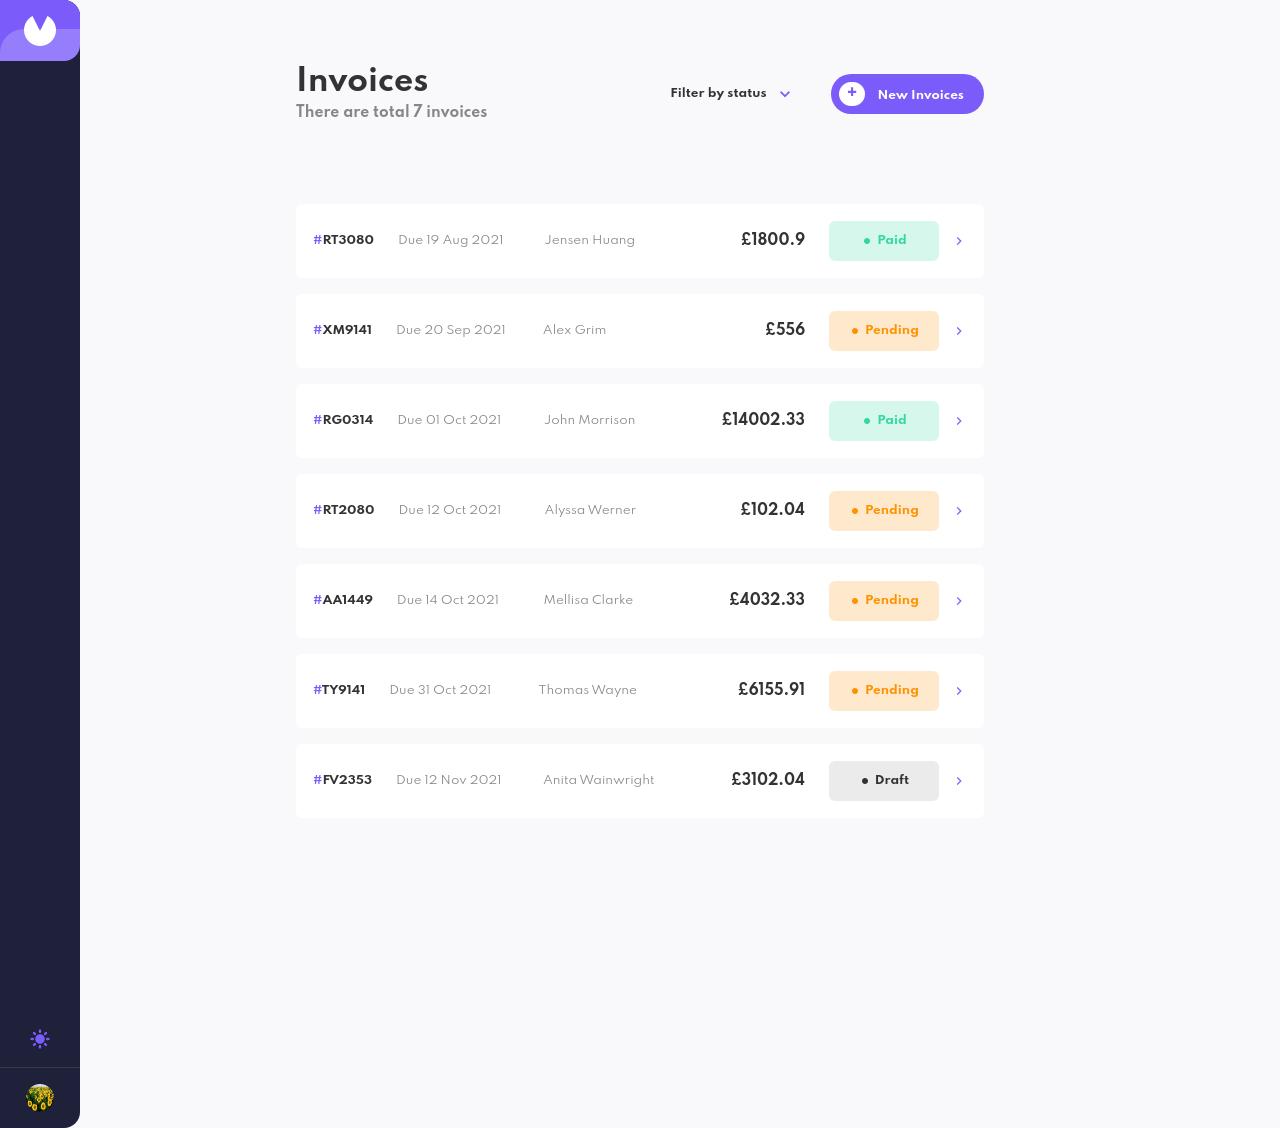 Invoices
There are total 7 invoices
Filter by status
+ New Invoices
#RT3080 Due 19 Aug 2021 Jensen Huang £1800.9 Paid
#XM9141 Due 20 Sep 2021 Alex Grim £556 Pending
#RG0314 Due 01 Oct 2021 John Morrison £14002.33 Paid
#RT2080 Due 12 Oct 2021 Alyssa Werner £102.04 Pending
#AA1449 Due 14 Oct 2021 Mellisa Clarke £4032.33 Pending
#TY9141 Due 31 Oct 2021 Thomas Wayne £6155.91 Pending
#FV2353 Due 12 Nov 2021 Anita Wainwright £3102.04 Draft